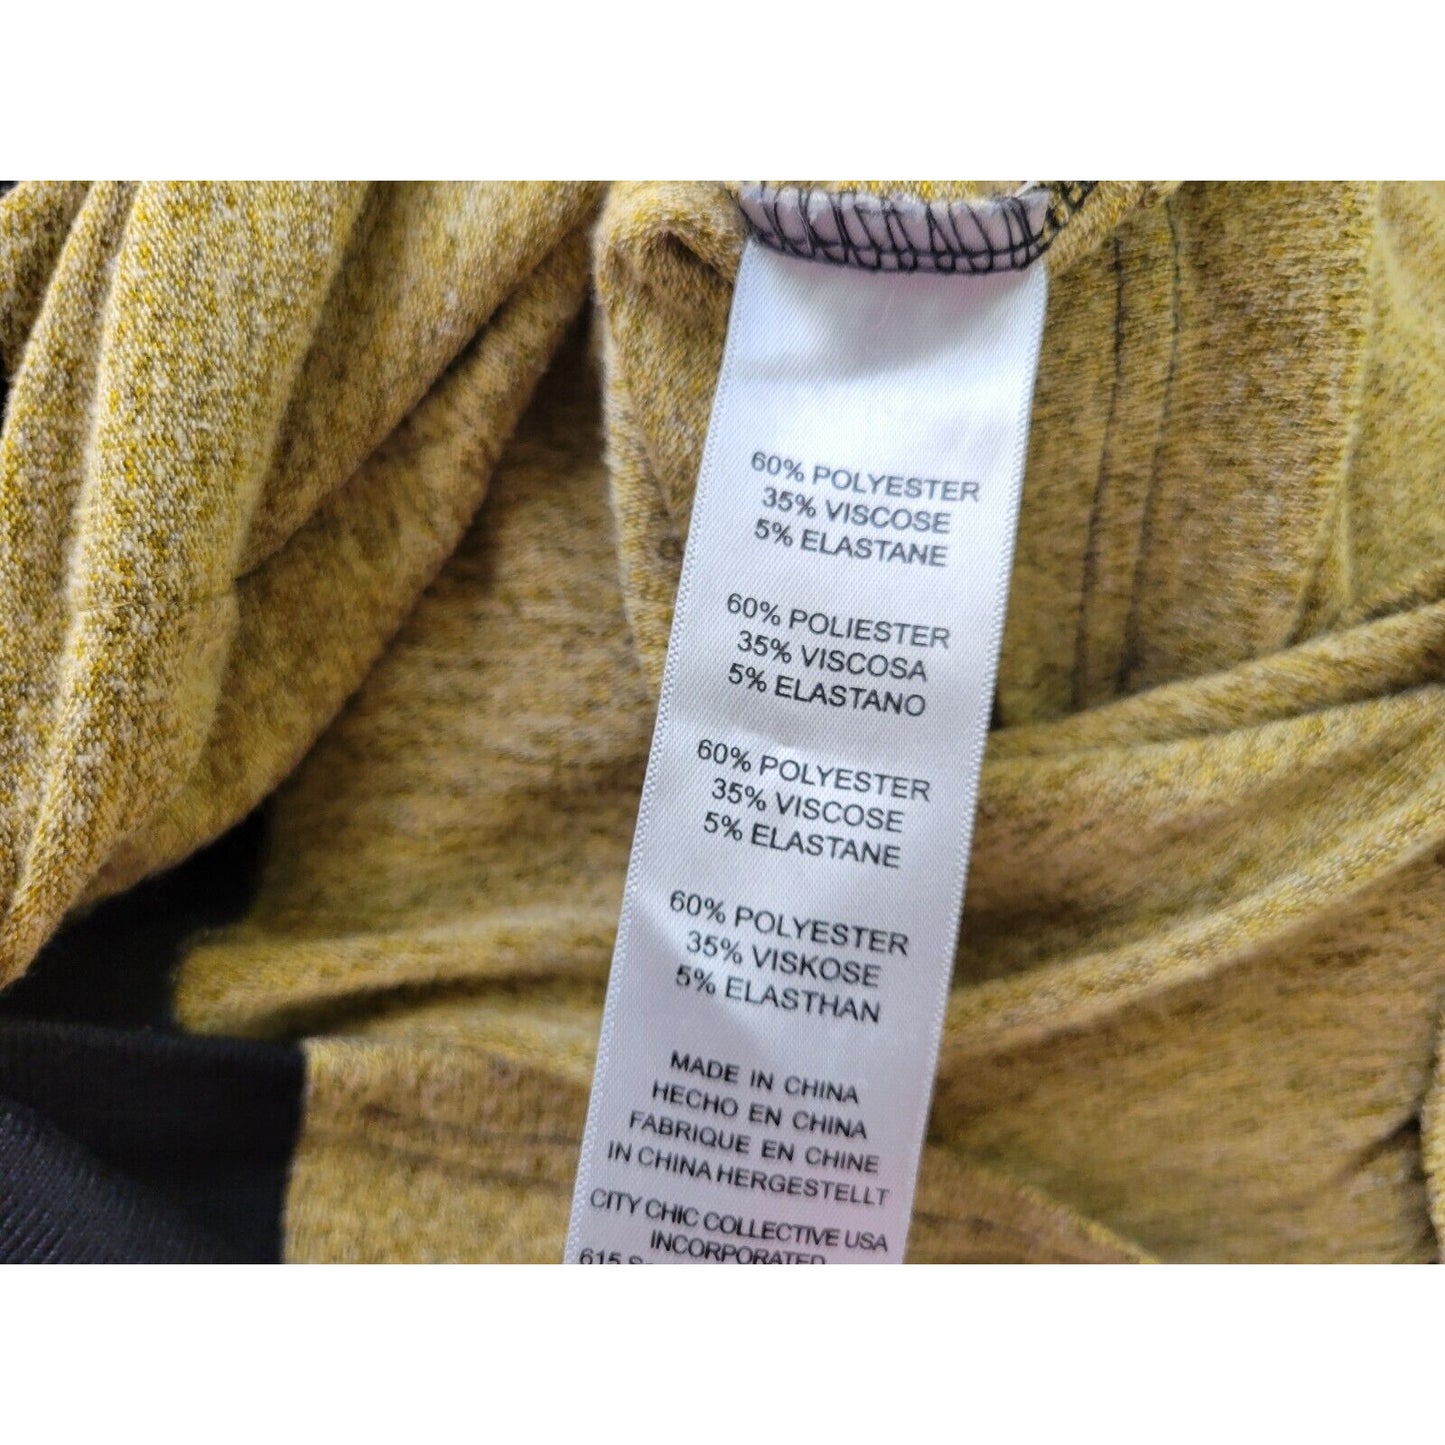 60% POLYESTER
35% VISCOSE
5% ELASTANE
60% POLIESTER
35% VISCOSA
5% ELASTANO
60% POLYESTER
35% VISCOSE
5% ELASTANE
60% POLYESTER
35% VISKOSE
5% ELASTHAN
MADE IN CHINA
HECHO EN CHINA
FABRIQUE EN CHINE
IN CHINA HERGESTELLT
CITY CHIC COLLECTIVE USA
INCORPORATED
615